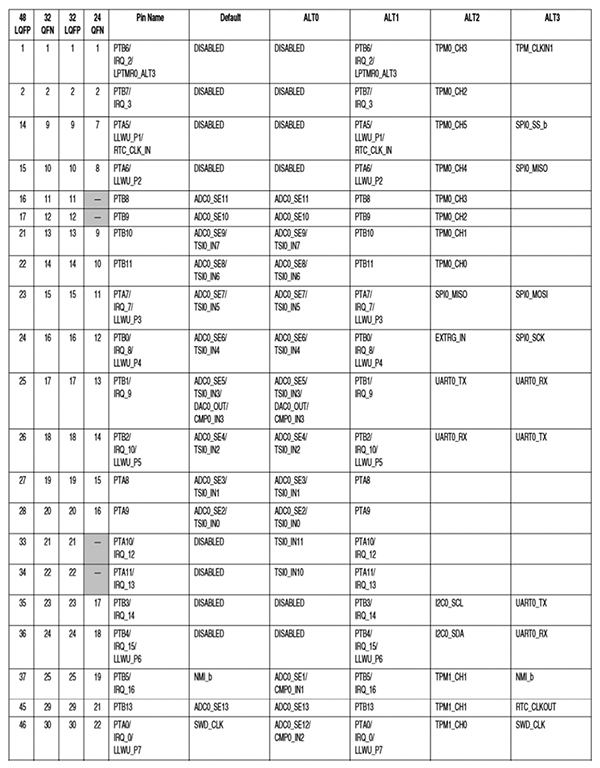 48 LQFP 32 QFN 32 LQFP 24 QFN Pin Name Default ALT0 ALT1 ALT2 ALT3
1 1 1 1 PTB6/ IRQ_2/ LPTMR0_ALT3 DISABLED DISABLED PTB6/ IRQ_2/ LPTMR0_ALT3 TPM0_CH3 TPM_CLKIN1
2 2 2 2 PTB7/ IRQ_3 DISABLED DISABLED PTB7/ IRQ_3 TPM0_CH2
14 9 9 7 PTA5/ LLWU_P1/ RTC_CLK_IN DISABLED DISABLED PTA5/ LLWU_P1/ RTC_CLK_IN TPM0_CH5 SPI0_SS_b
15 10 10 8 PTA6/ LLWU_P2 DISABLED DISABLED PTA6/ LLWU_P2 TPM0_CH4 SPI0_MISO
16 11 11 — PTB8 ADC0_SE11 ADC0_SE11 PTB8 TPM0_CH3
17 12 12 — PTB9 ADC0_SE10 ADC0_SE10 PTB9 TPM0_CH2
21 13 13 9 PTB10 ADC0_SE9/ TSI0_IN7 ADC0_SE9/ TSI0_IN7 PTB10 TPM0_CH1
22 14 14 10 PTB11 ADC0_SE8/ TSI0_IN6 ADC0_SE8/ TSI0_IN6 PTB11 TPM0_CH0
23 15 15 11 PTA7/ IRQ_7/ LLWU_P3 ADC0_SE7/ TSI0_IN5 ADC0_SE7/ TSI0_IN5 PTA7/ IRQ_7/ LLWU_P3 SPI0_MISO SPI0_MOSI
24 16 16 12 PTB0/ IRQ_8/ LLWU_P4 ADC0_SE6/ TSI0_IN4 ADC0_SE6/ TSI0_IN4 PTB0/ IRQ_8/ LLWU_P4 EXTRG_IN SPI0_SCK
25 17 17 13 PTB1/ IRQ_9 ADC0_SE5/ TSI0_IN3/ DAC0_OUT/ CMP0_IN3 ADC0_SE5/ TSI0_IN3/ DAC0_OUT/ CMP0_IN3 PTB1/ IRQ_9 UART0_TX UART0_RX
26 18 18 14 PTB2/ IRQ_10/ LLWU_P5 ADC0_SE4/ TSI0_IN2 ADC0_SE4/ TSI0_IN2 PTB2/ IRQ_10/ LLWU_P5 UART0_RX UART0_TX
27 19 19 15 PTA8 ADC0_SE3/ TSI0_IN1 ADC0_SE3/ TSI0_IN1 PTA8
28 20 20 16 PTA9 ADC0_SE2/ TSI0_IN0 ADC0_SE2/ TSI0_IN0 PTA9
33 21 21 — PTA10/ IRQ_12 DISABLED TSI0_IN11 PTA10/ IRQ_12
34 22 22 — PTA11/ IRQ_13 DISABLED TSI0_IN10 PTA11/ IRQ_13
35 23 23 17 PTB3/ IRQ_14 DISABLED DISABLED PTB3/ IRQ_14 I2C0_SCL UART0_TX
36 24 24 18 PTB4/ IRQ_15/ LLWU_P6 DISABLED DISABLED PTB4/ IRQ_15/ LLWU_P6 I2C0_SDA UART0_RX
37 25 25 19 PTB5/ IRQ_16 NMI_b ADC0_SE1/ CMP0_IN1 PTB5/ IRQ_16 TPM1_CH1 NMI_b
45 29 29 21 PTB13 ADC0_SE13 ADC0_SE13 PTB13 TPM1_CH1 RTC_CLKOUT
46 30 30 22 PTA0/ IRQ_0/ LLWU_P7 SWD_CLK ADC0_SE12/ CMP0_IN2 PTA0/ IRQ_0/ LLWU_P7 TPM1_CH0 SWD_CLK